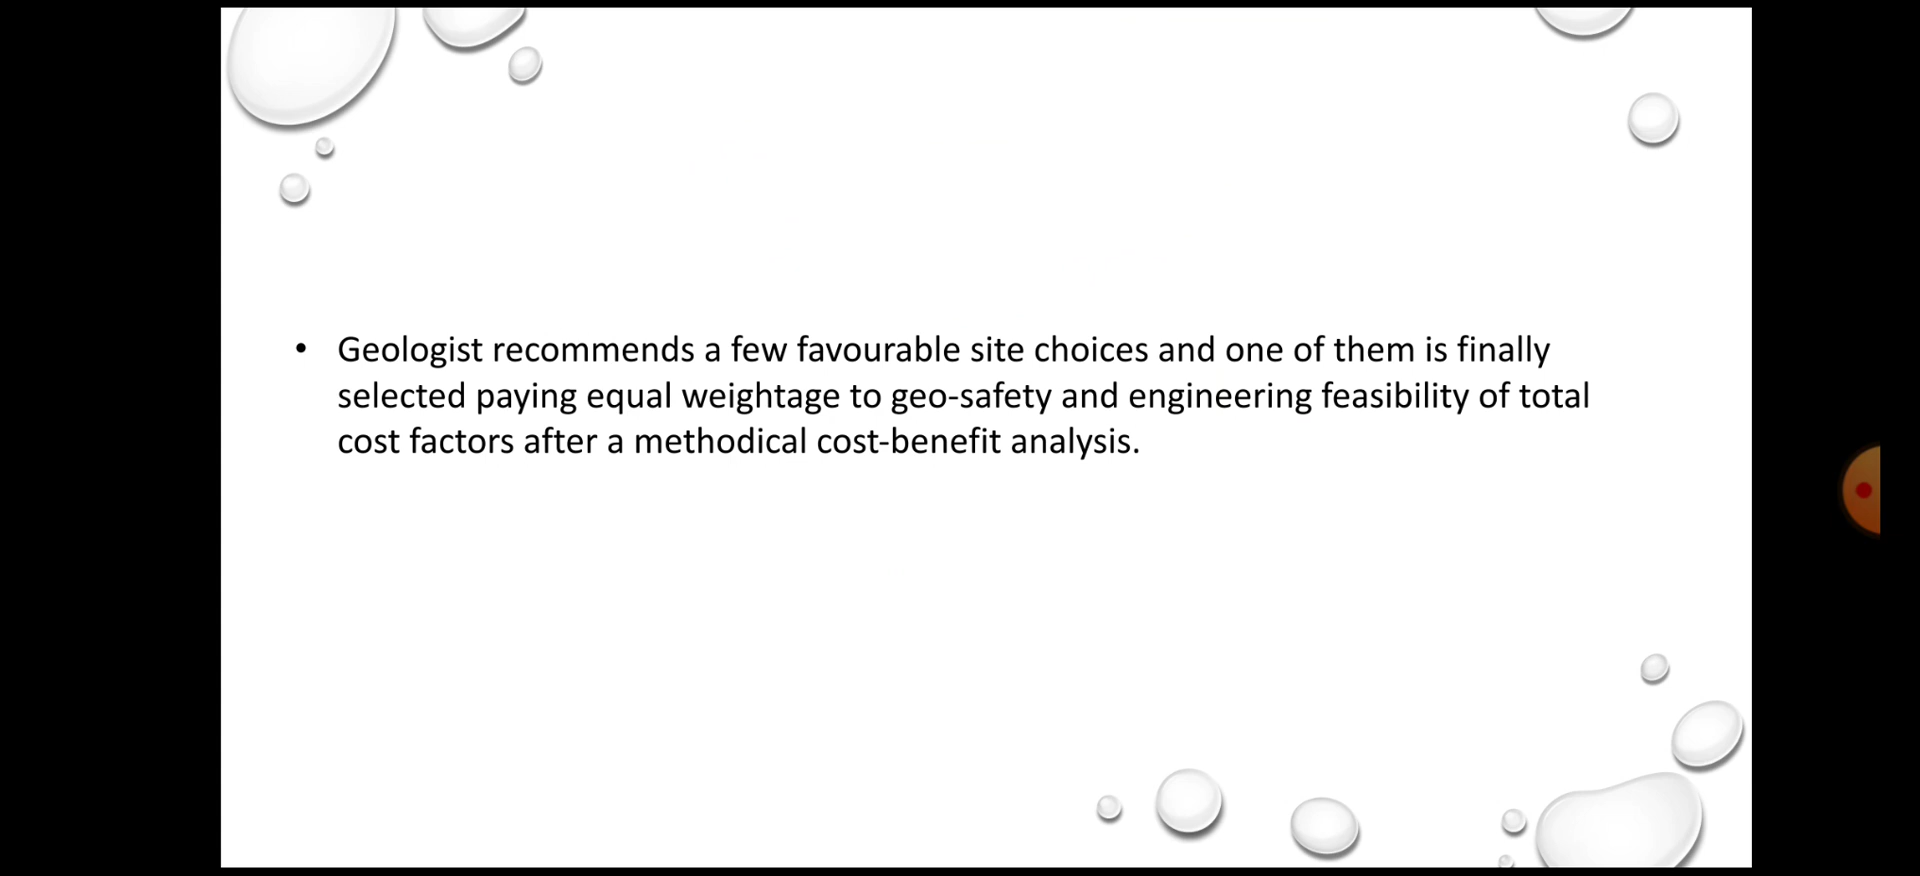 • Geologist recommends a few favourable site choices and one of them is finally
selected paying equal weightage to geo-safety and engineering feasibility of total
cost factors after a methodical cost-benefit analysis.